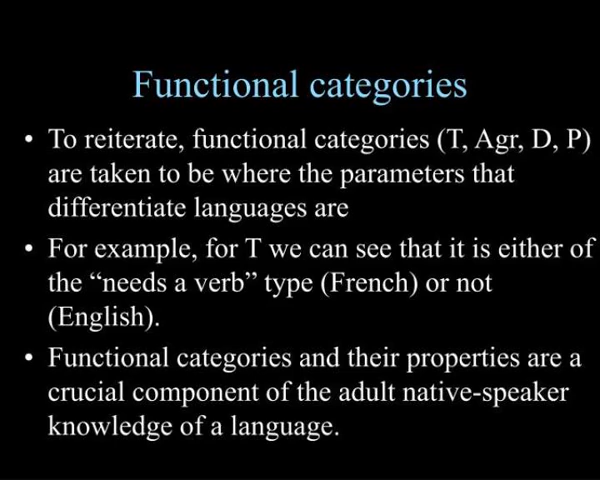 Functional categories
• To reiterate, functional categories (T, Agr, D, P)
are taken to be where the parameters that
differentiate languages are
• For example, for T we can see that it is either of
the “needs a verb” type (French) or not
(English).
• Functional categories and their properties are a
crucial component of the adult native-speaker
knowledge of a language.